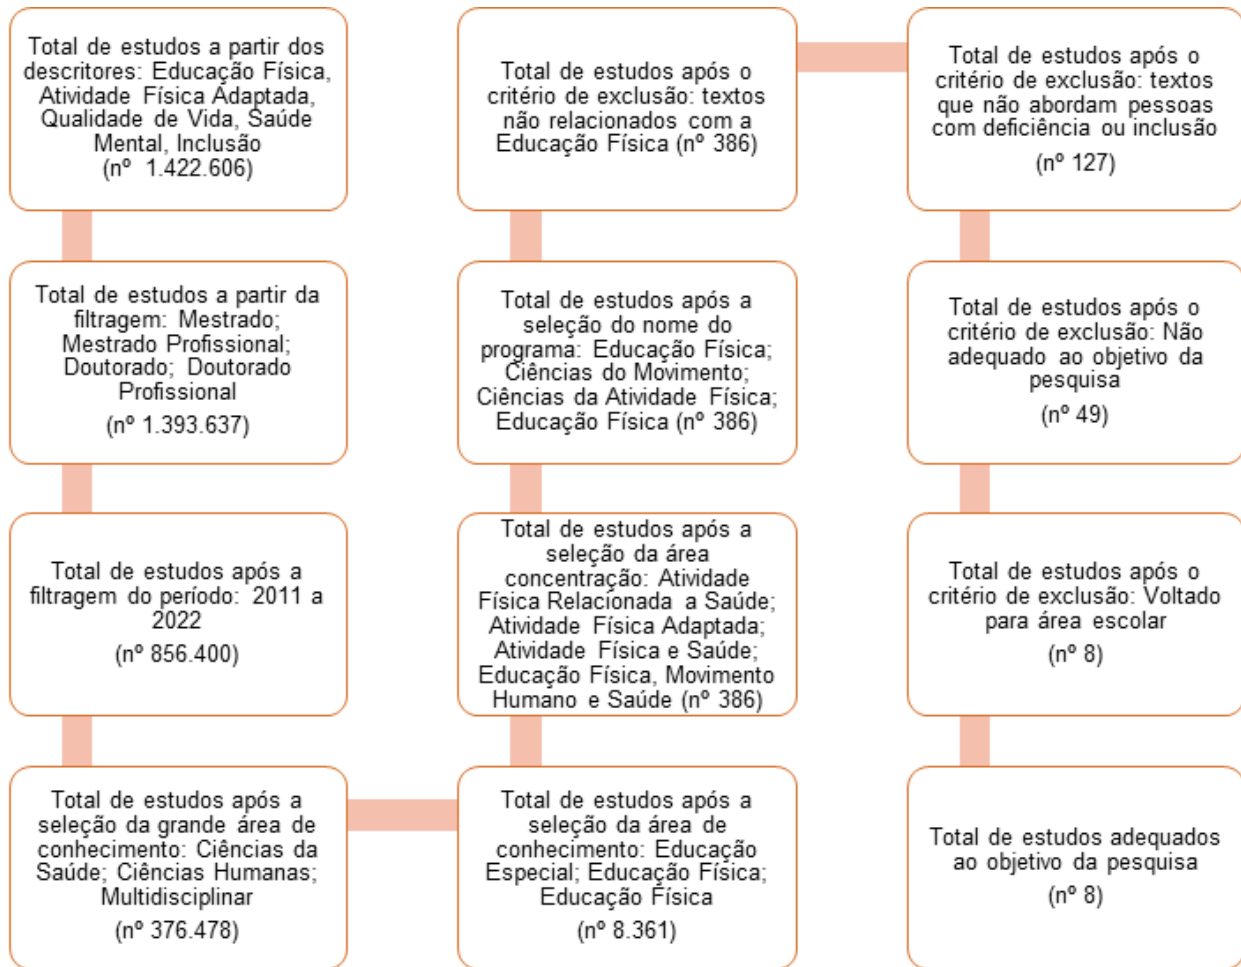 Total de estudos a partir dos
descritores: Educação Física,
Atividade Física Adaptada,
Qualidade de Vida, Saúde
Mental, Inclusão
(nº 1.422.606)
Total de estudos a partir da
filtragem: Mestrado;
Mestrado Profissional;
Doutorado; Doutorado
Profissional
(nº 1.393.637)
Total de estudos após a
filtragem do período: 2011 a
2022
(nº 856.400)
Total de estudos após a
seleção da grande área de
conhecimento: Ciências da
Saúde; Ciências Humanas;
Multidisciplinar
(nº 376.478)
Total de estudos após a
seleção da área de
conhecimento: Educação
Especial; Educação Física;
Educação Física
(nº 8.361)
Total de estudos após a
seleção da área
concentração: Atividade
Física Relacionada a Saúde;
Atividade Física Adaptada;
Atividade Física e Saúde;
Educação Física, Movimento
Humano e Saúde (nº 386)
Total de estudos após a
seleção do nome do
programa: Educação Física;
Ciências do Movimento;
Ciências da Atividade Física;
Educação Física (nº 386)
Total de estudos após o
critério de exclusão: textos
não relacionados com a
Educação Física (nº 386)
Total de estudos após o
critério de exclusão: textos
que não abordam pessoas
com deficiência ou inclusão
(nº 127)
Total de estudos após o
critério de exclusão: Não
adequado ao objetivo da
pesquisa
(nº 49)
Total de estudos após o
critério de exclusão: Voltado
para área escolar
(nº 8)
Total de estudos adequados
ao objetivo da pesquisa
(nº 8)